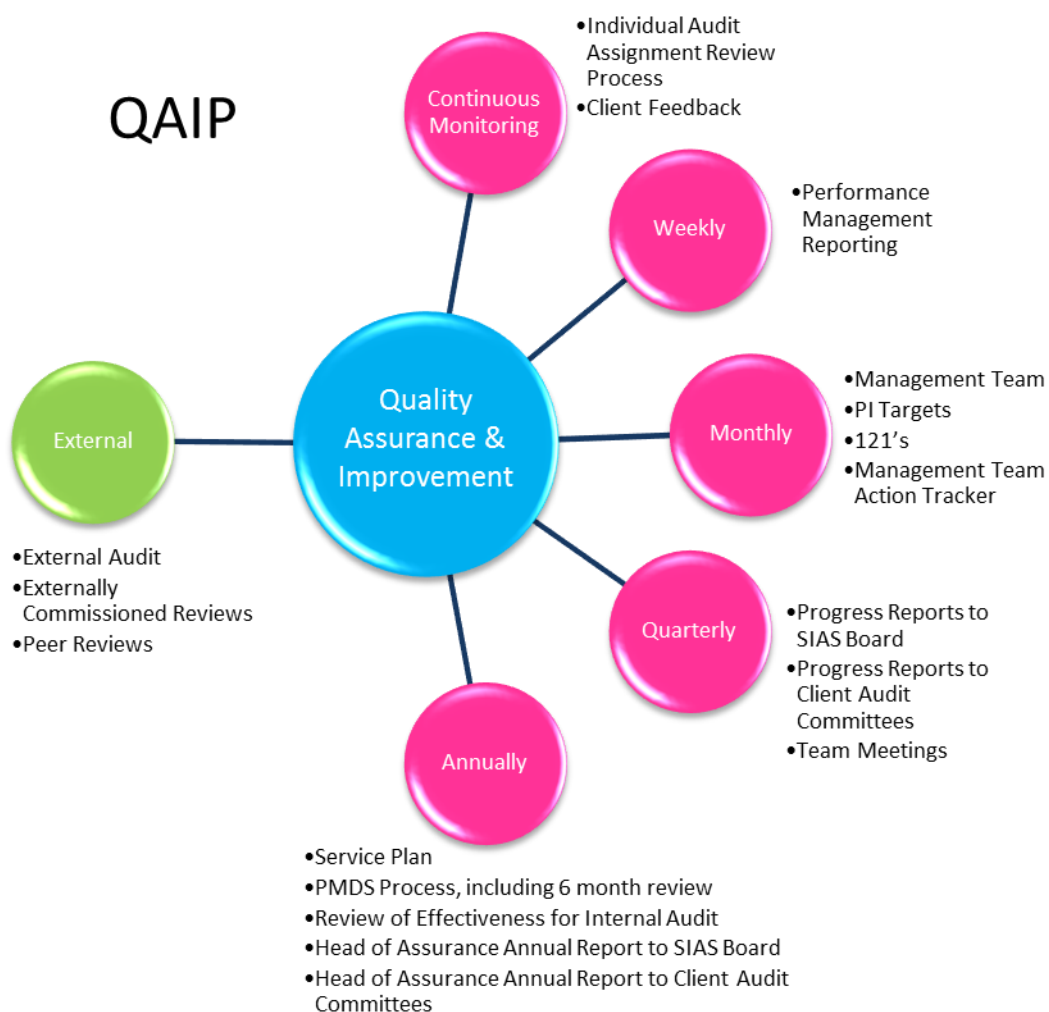 QAIP
Continuous
Monitoring
•Individual Audit
Assignment Review
Process
•Client Feedback
Weekly
•Performance
Management
Reporting
Monthly
•Management Team
•PI Targets
•121’s
•Management Team
Action Tracker
Quality
Assurance &
Improvement
External
•External Audit
•Externally
Commissioned Reviews
•Peer Reviews
Quarterly
•Progress Reports to
SIAS Board
•Progress Reports to
Client Audit
Committees
•Team Meetings
Annually
•Service Plan
•PMDS Process, including 6 month review
•Review of Effectiveness for Internal Audit
•Head of Assurance Annual Report to SIAS Board
•Head of Assurance Annual Report to Client Audit
Committees